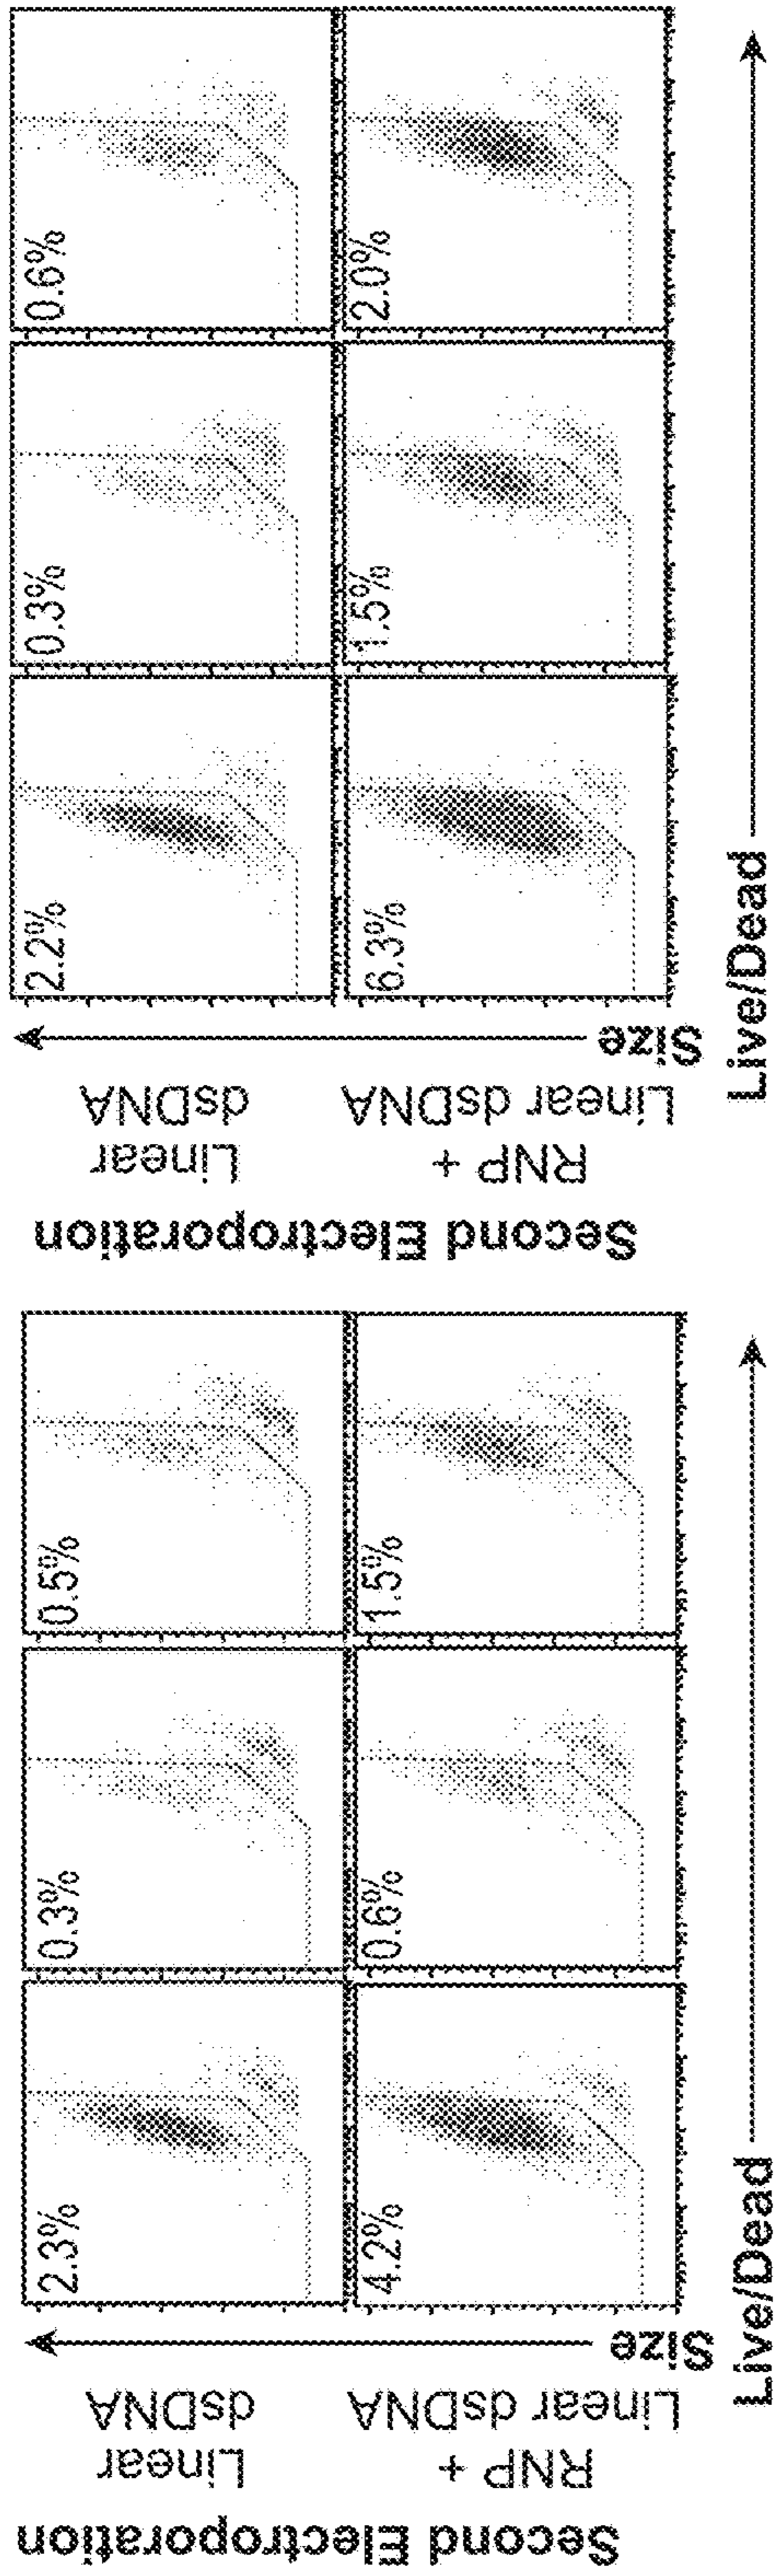 Second Electroporation
Linear
dsDNA
RNP +
Linear dsDNA
Size
2.3%
0.3%
0.5%
4.2%
0.6%
1.5%
Live/Dead
Second Electroporation
Linear
dsDNA
RNP +
Linear dsDNA
Size
2.2%
0.3%
0.6%
6.3%
1.5%
2.0%
Live/Dead